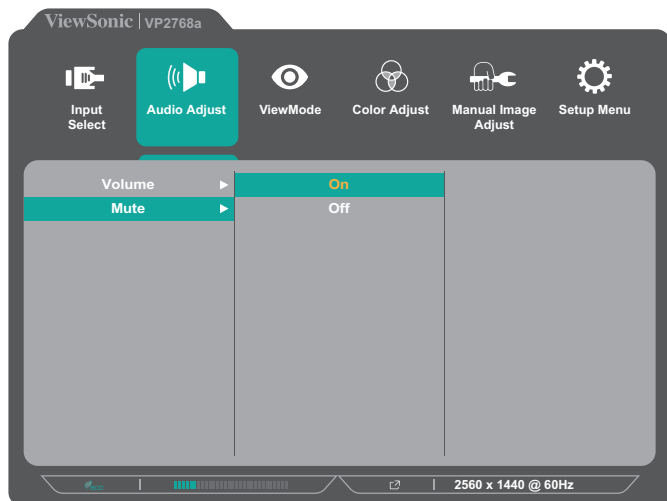 ViewSonic | VP2768a
Input Select
Audio Adjust
ViewMode
Color Adjust
Manual Image Adjust
Setup Menu
Volume
On
Mute
Off
2560 x 1440 @ 60Hz